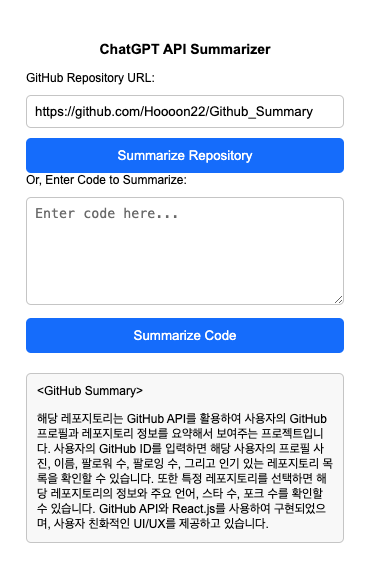 ChatGPT API Summarizer
GitHub Repository URL:
https://github.com/Hoooon22/Github_Summary
Summarize Repository
Or, Enter Code to Summarize:
Enter code here...
Summarize Code
<GitHub Summary>
해당 레포지토리는 GitHub API를 활용하여 사용자의 GitHub
프로필과 레포지토리 정보를 요약해서 보여주는 프로젝트입니
다. 사용자의 GitHub ID를 입력하면 해당 사용자의 프로필 사
진, 이름, 팔로워 수, 팔로잉 수, 그리고 인기 있는 레포지토리 목
록을 확인할 수 있습니다. 또한 특정 레포지토리를 선택하면 해
당 레포지토리의 정보와 주요 언어, 스타 수, 포크 수를 확인할
수 있습니다. GitHub API와 React.js를 사용하여 구현되었으
며, 사용자 친화적인 UI/UX를 제공하고 있습니다.